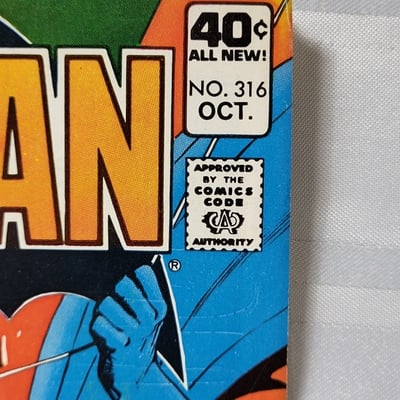 40¢
ALL NEW!
NO. 316
OCT.
AN
APPROVED
BY THE
COMICS
CODE
CA
AUTHORITY
®